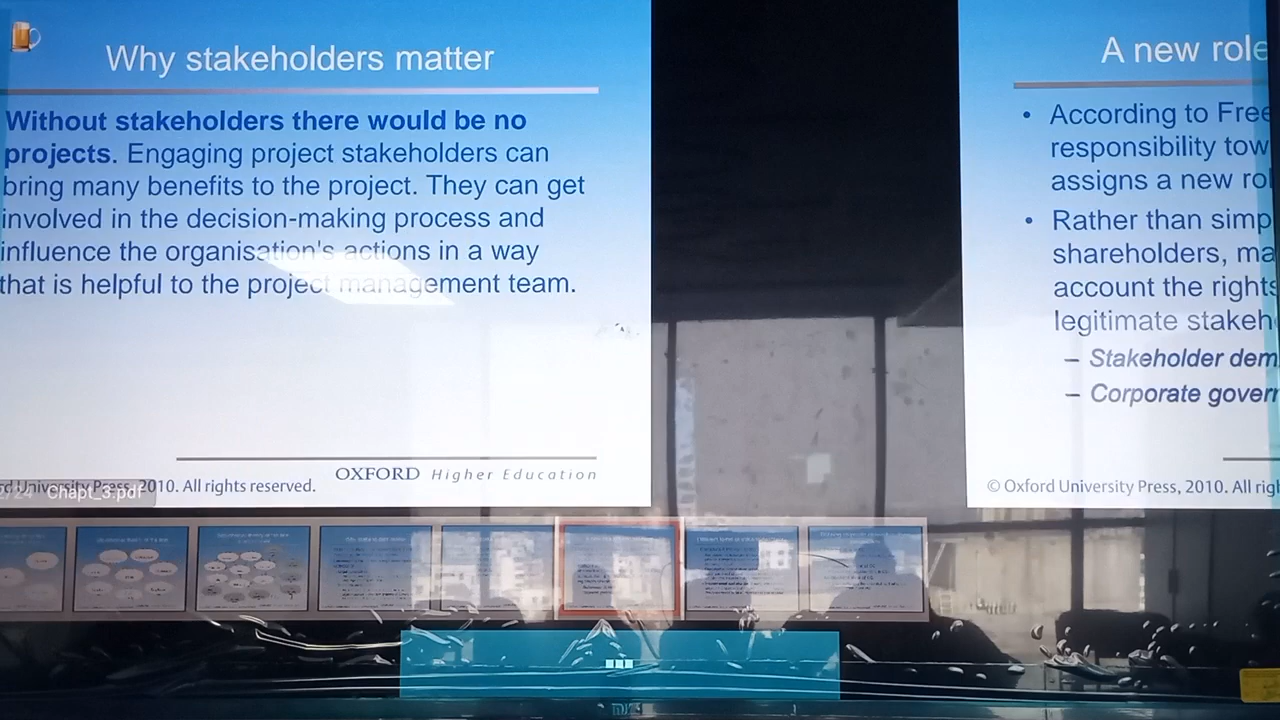 Why stakeholders matter
Without stakeholders there would be no
projects. Engaging project stakeholders can
bring many benefits to the project. They can get
involved in the decision-making process and
influence the organisation's actions in a way
that is helpful to the project management team.
OXFORD Higher Education
University Press, 2010. All rights reserved.
Chapt_3.pdf
A new role
According to Free
responsibility tow
assigns a new rol
Rather than simp
shareholders, ma
account the rights
legitimate stakeh
– Stakeholder dem
– Corporate gover
© Oxford University Press, 2010. All righ